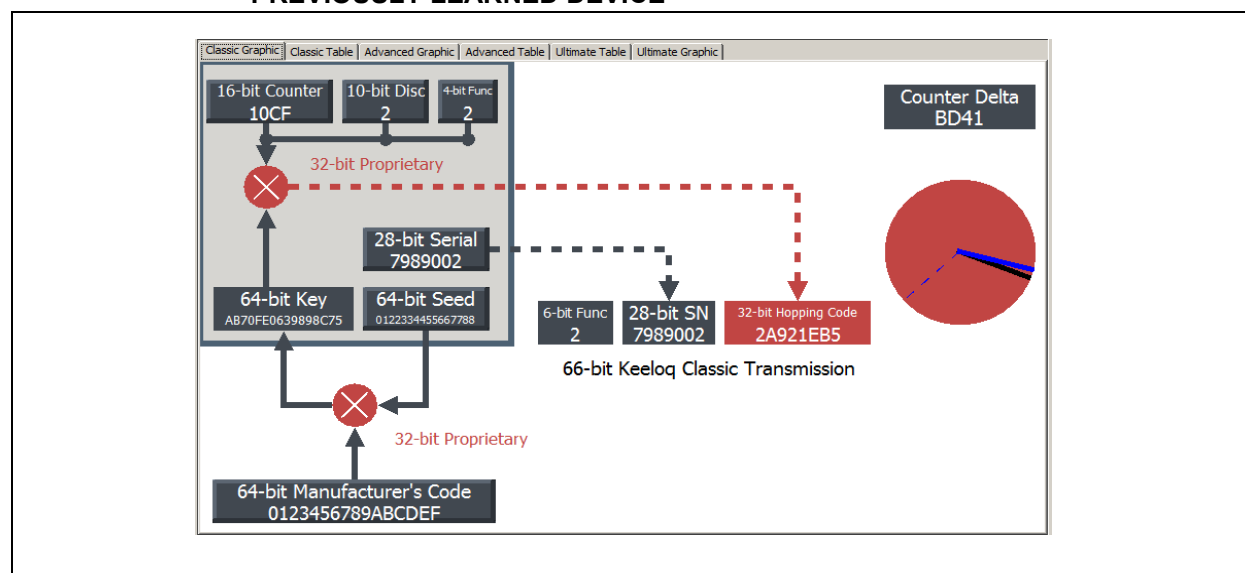 PREVIOUSLY LEARNED DEVICE
Classic Graphic Classic Table Advanced Graphic Advanced Table Ultimate Table Ultimate Graphic
16-bit Counter
10CF
10-bit Disc
2
4-bit Func
2
Counter Delta
BD41
32-bit Proprietary
28-bit Serial
7989002
64-bit Key
AB70FE0639898C75
64-bit Seed
0122334455667788
6-bit Func
2
28-bit SN
7989002
32-bit Hopping Code
2A921EB5
66-bit Keeloq Classic Transmission
32-bit Proprietary
64-bit Manufacturer's Code
0123456789ABCDEF